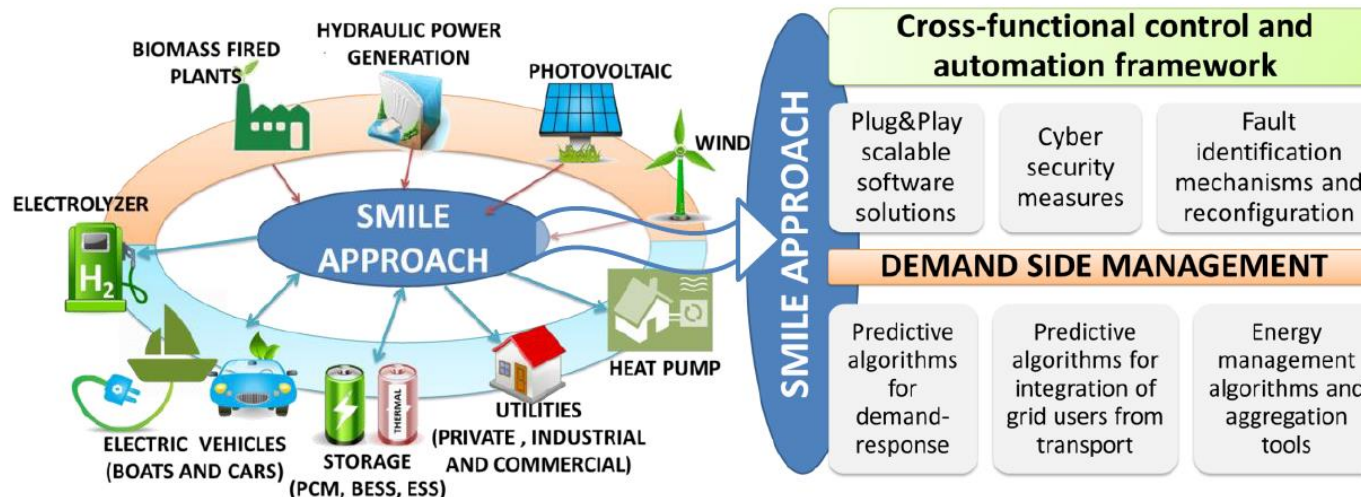 BIOMASS FIRED
PLANTS
HYDRAULIC POWER
GENERATION
PHOTOVOLTAIC
WIND
ELECTROLYZER
H2
SMILE
APPROACH
HEAT PUMP
ELECTRIC VEHICLES
(BOATS AND CARS)
THERMAL
STORAGE
(PCM, BESS, ESS)
UTILITIES
(PRIVATE , INDUSTRIAL
AND COMMERCIAL)
SMILE APPROACH
Cross-functional control and
automation framework
Plug&Play
scalable
software
solutions
Cyber
security
measures
Fault
identification
mechanisms and
reconfiguration
DEMAND SIDE MANAGEMENT
Predictive
algorithms
for
demand-
response
Predictive
algorithms for
integration of
grid users from
transport
Energy
management
algorithms and
aggregation
tools